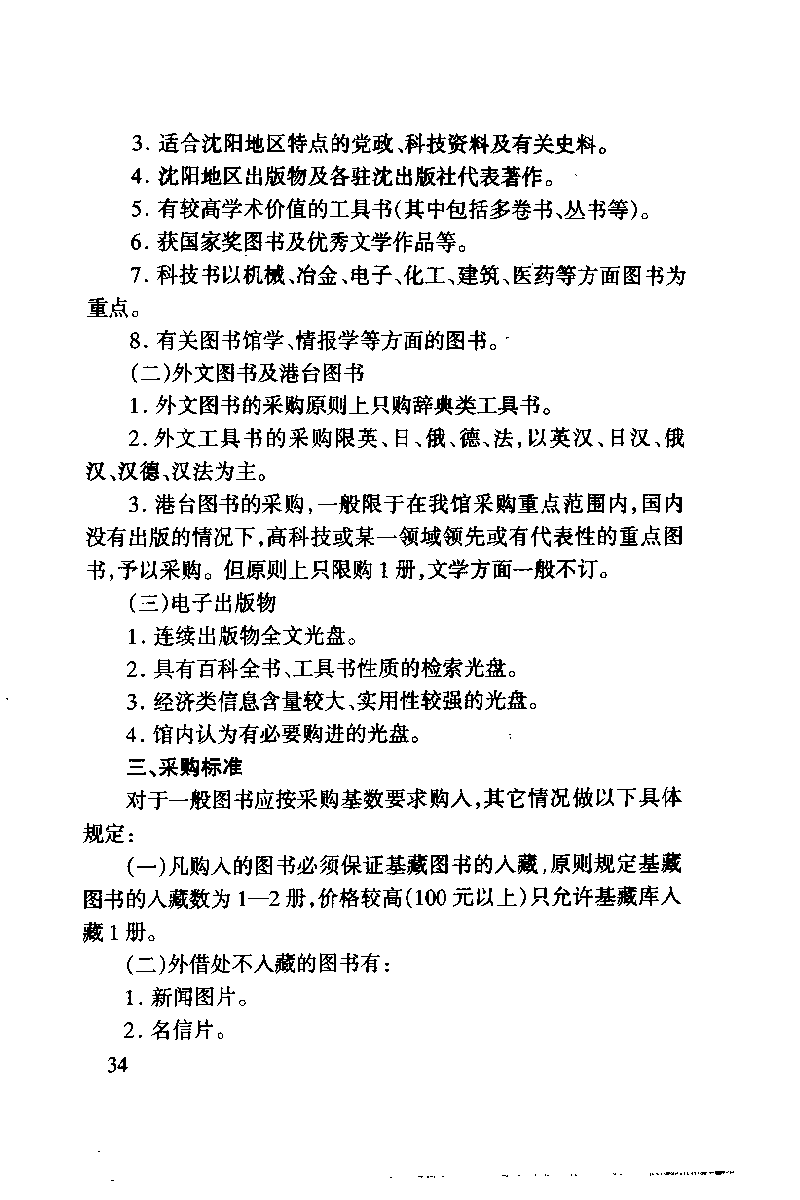 3. 适合沈阳地区特点的党政、科技资料及有关史料。
4. 沈阳地区出版物及各驻沈出版社代表著作。
5. 有较高学术价值的工具书(其中包括多卷书、丛书等)。
6. 获国家奖图书及优秀文学作品等。
7. 科技书以机械、冶金、电子、化工、建筑、医药等方面图书为
重点。
8. 有关图书馆学、情报学等方面的图书。
(二)外文图书及港台图书
1. 外文图书的采购原则上只购辞典类工具书。
2. 外文工具书的采购限英、日、俄、德、法,以英汉、日汉、俄
汉、汉德、汉法为主。
3. 港台图书的采购,一般限于在我馆采购重点范围内,国内
没有出版的情况下,高科技或某一领域领先或有代表性的重点图
书,予以采购。但原则上只限购 1 册,文学方面一般不订。
(三)电子出版物
1. 连续出版物全文光盘。
2. 具有百科全书、工具书性质的检索光盘。
3. 经济类信息含量较大、实用性较强的光盘。
4. 馆内认为有必要购进的光盘。
三、采购标准
对于一般图书应按采购基数要求购入,其它情况做以下具体
规定:
(一)凡购入的图书必须保证基藏图书的入藏,原则规定基藏
图书的入藏数为 1—2 册,价格较高(100 元以上)只允许基藏库入
藏 1 册。
(二)外借处不入藏的图书有:
1. 新闻图片。
2. 名信片。
34